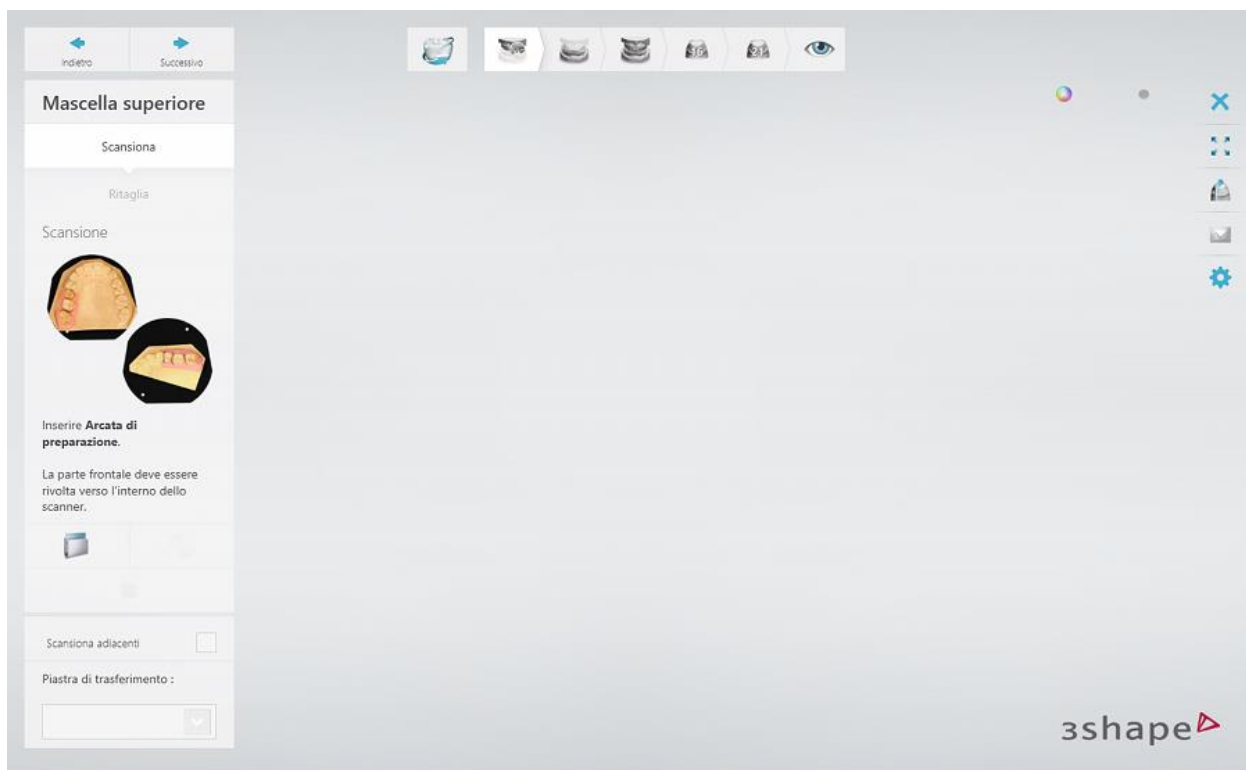 Indietro
Successivo
Mascella superiore
Scansiona
Ritaglia
Scansione
Inserire Arcata di
preparazione.
La parte frontale deve essere
rivolta verso l'interno dello
scanner.
Scansiona adiacenti
Piastra di trasferimento :
3shape